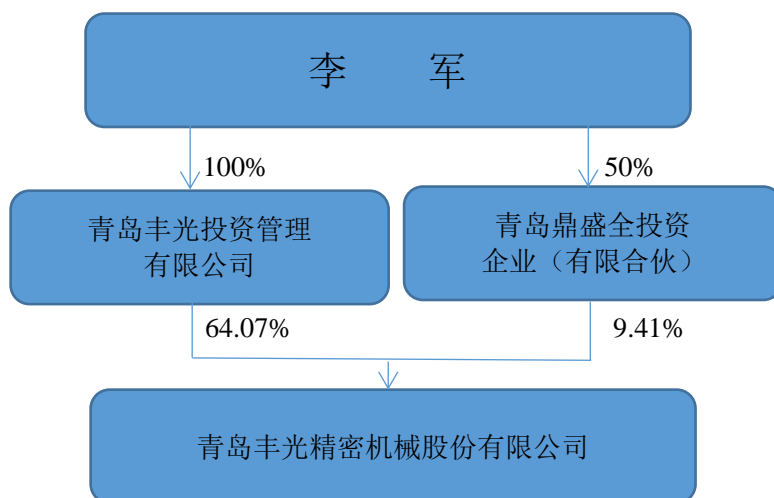 李 军
100%
50%
青岛丰光投资管理
有限公司
青岛鼎盛全投资
企业（有限合伙）
64.07%
9.41%
青岛丰光精密机械股份有限公司